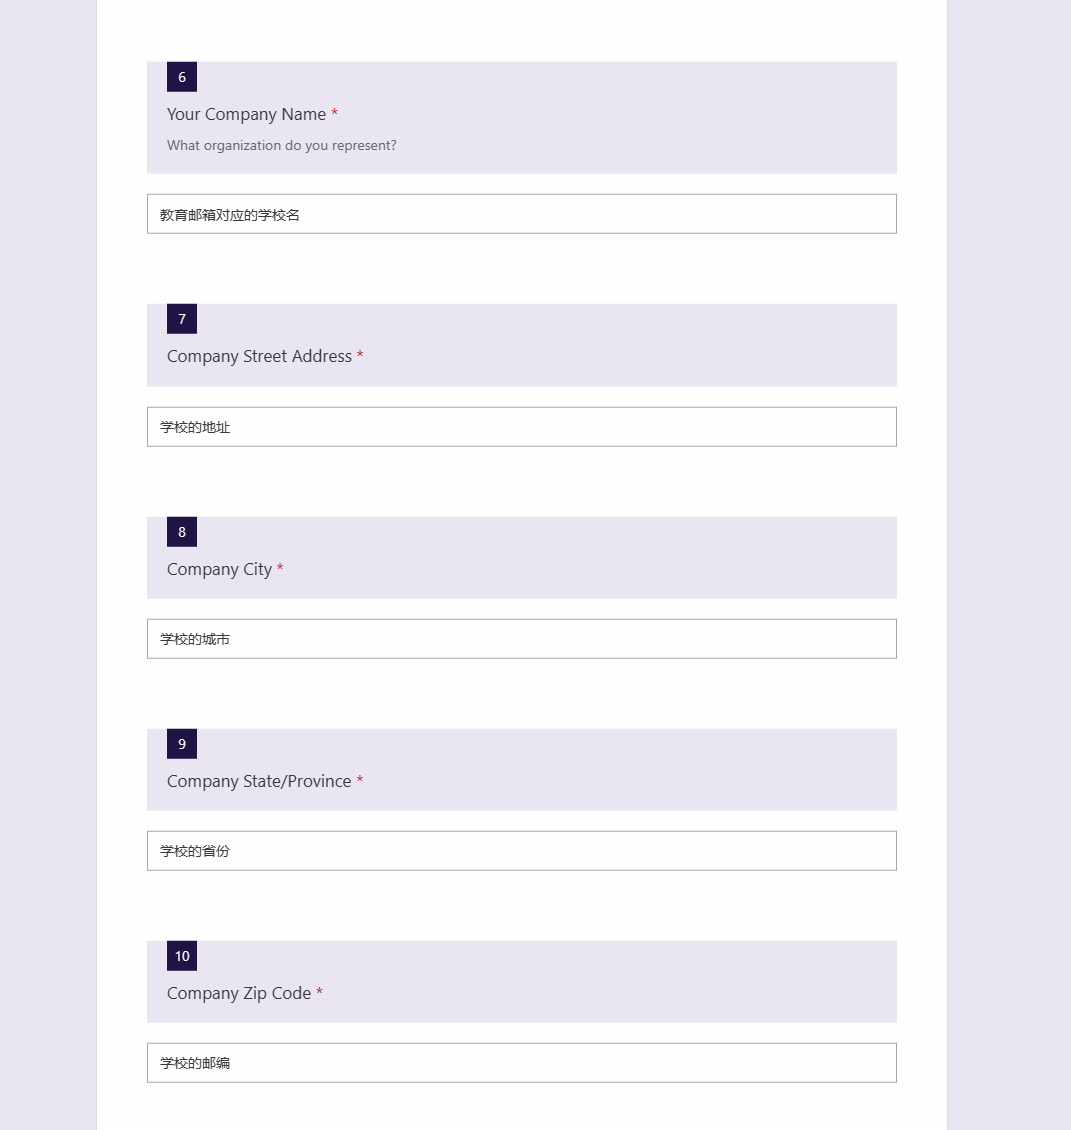 6
Your Company Name *
What organization do you represent?
教育邮箱对应的学校名
7
Company Street Address *
学校的地址
8
Company City *
学校的城市
9
Company State/Province *
学校的省份
10
Company Zip Code *
学校的邮编